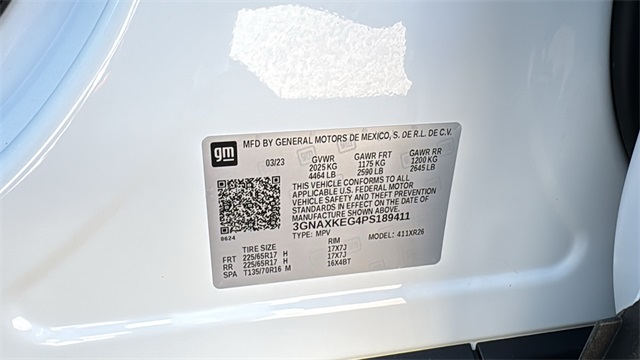 gm
MFD BY GENERAL MOTORS DE MEXICO, S. DE R.L. DE C.V.
03/23 GVWR GAWR FRT GAWR RR
2025 KG 1175 KG 1200 KG
4464 LB 2590 LB 2645 LB
THIS VEHICLE CONFORMS TO ALL
APPLICABLE U.S. FEDERAL MOTOR
VEHICLE SAFETY AND THEFT PREVENTION
STANDARDS IN EFFECT ON THE DATE OF
MANUFACTURE SHOWN ABOVE.
3GNAXKEG4PS189411
8624
TYPE: MPV MODEL: 411XR26
TIRE SIZE RIM
FRT 225/65R17 H 17X7J
RR 225/65R17 H 17X7J
SPA T135/70R16 M 16X4BT